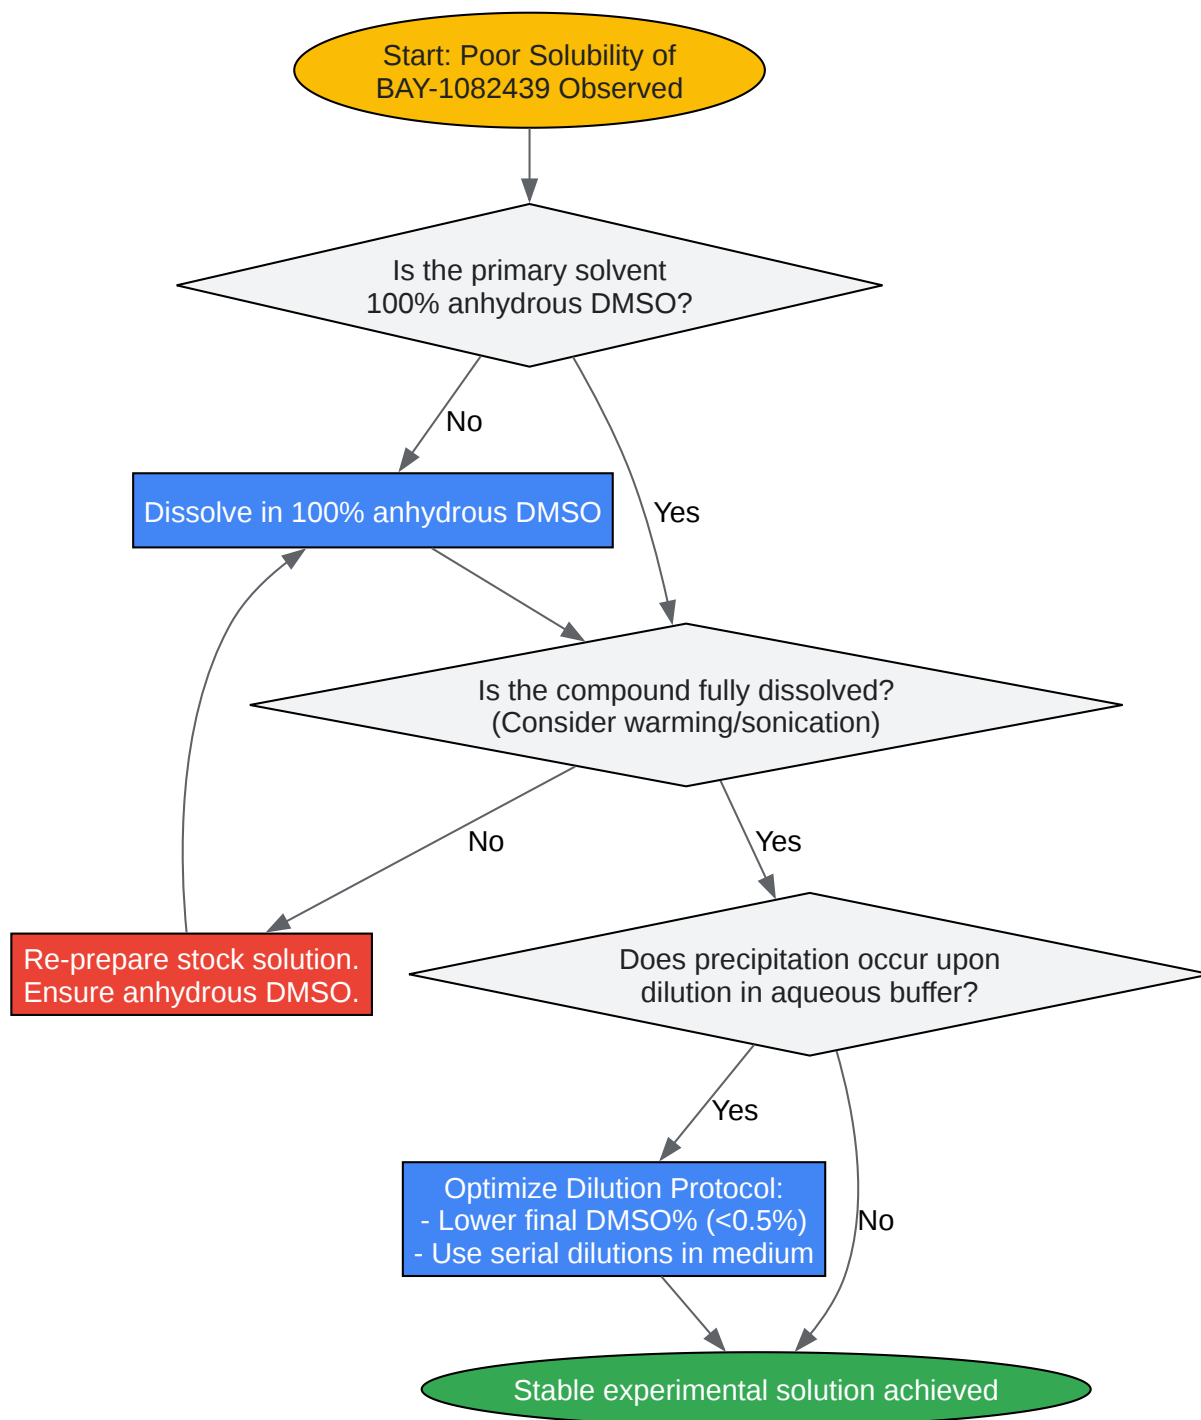 Start: Poor Solubility of
BAY-1082439 Observed
Is the primary solvent
100% anhydrous DMSO?
No
Dissolve in 100% anhydrous DMSO
Yes
Is the compound fully dissolved?
(Consider warming/sonication)
No
Yes
Re-prepare stock solution.
Ensure anhydrous DMSO.
Does precipitation occur upon
dilution in aqueous buffer?
Yes
Optimize Dilution Protocol:
- Lower final DMSO% (<0.5%)
- Use serial dilutions in medium
No
Stable experimental solution achieved